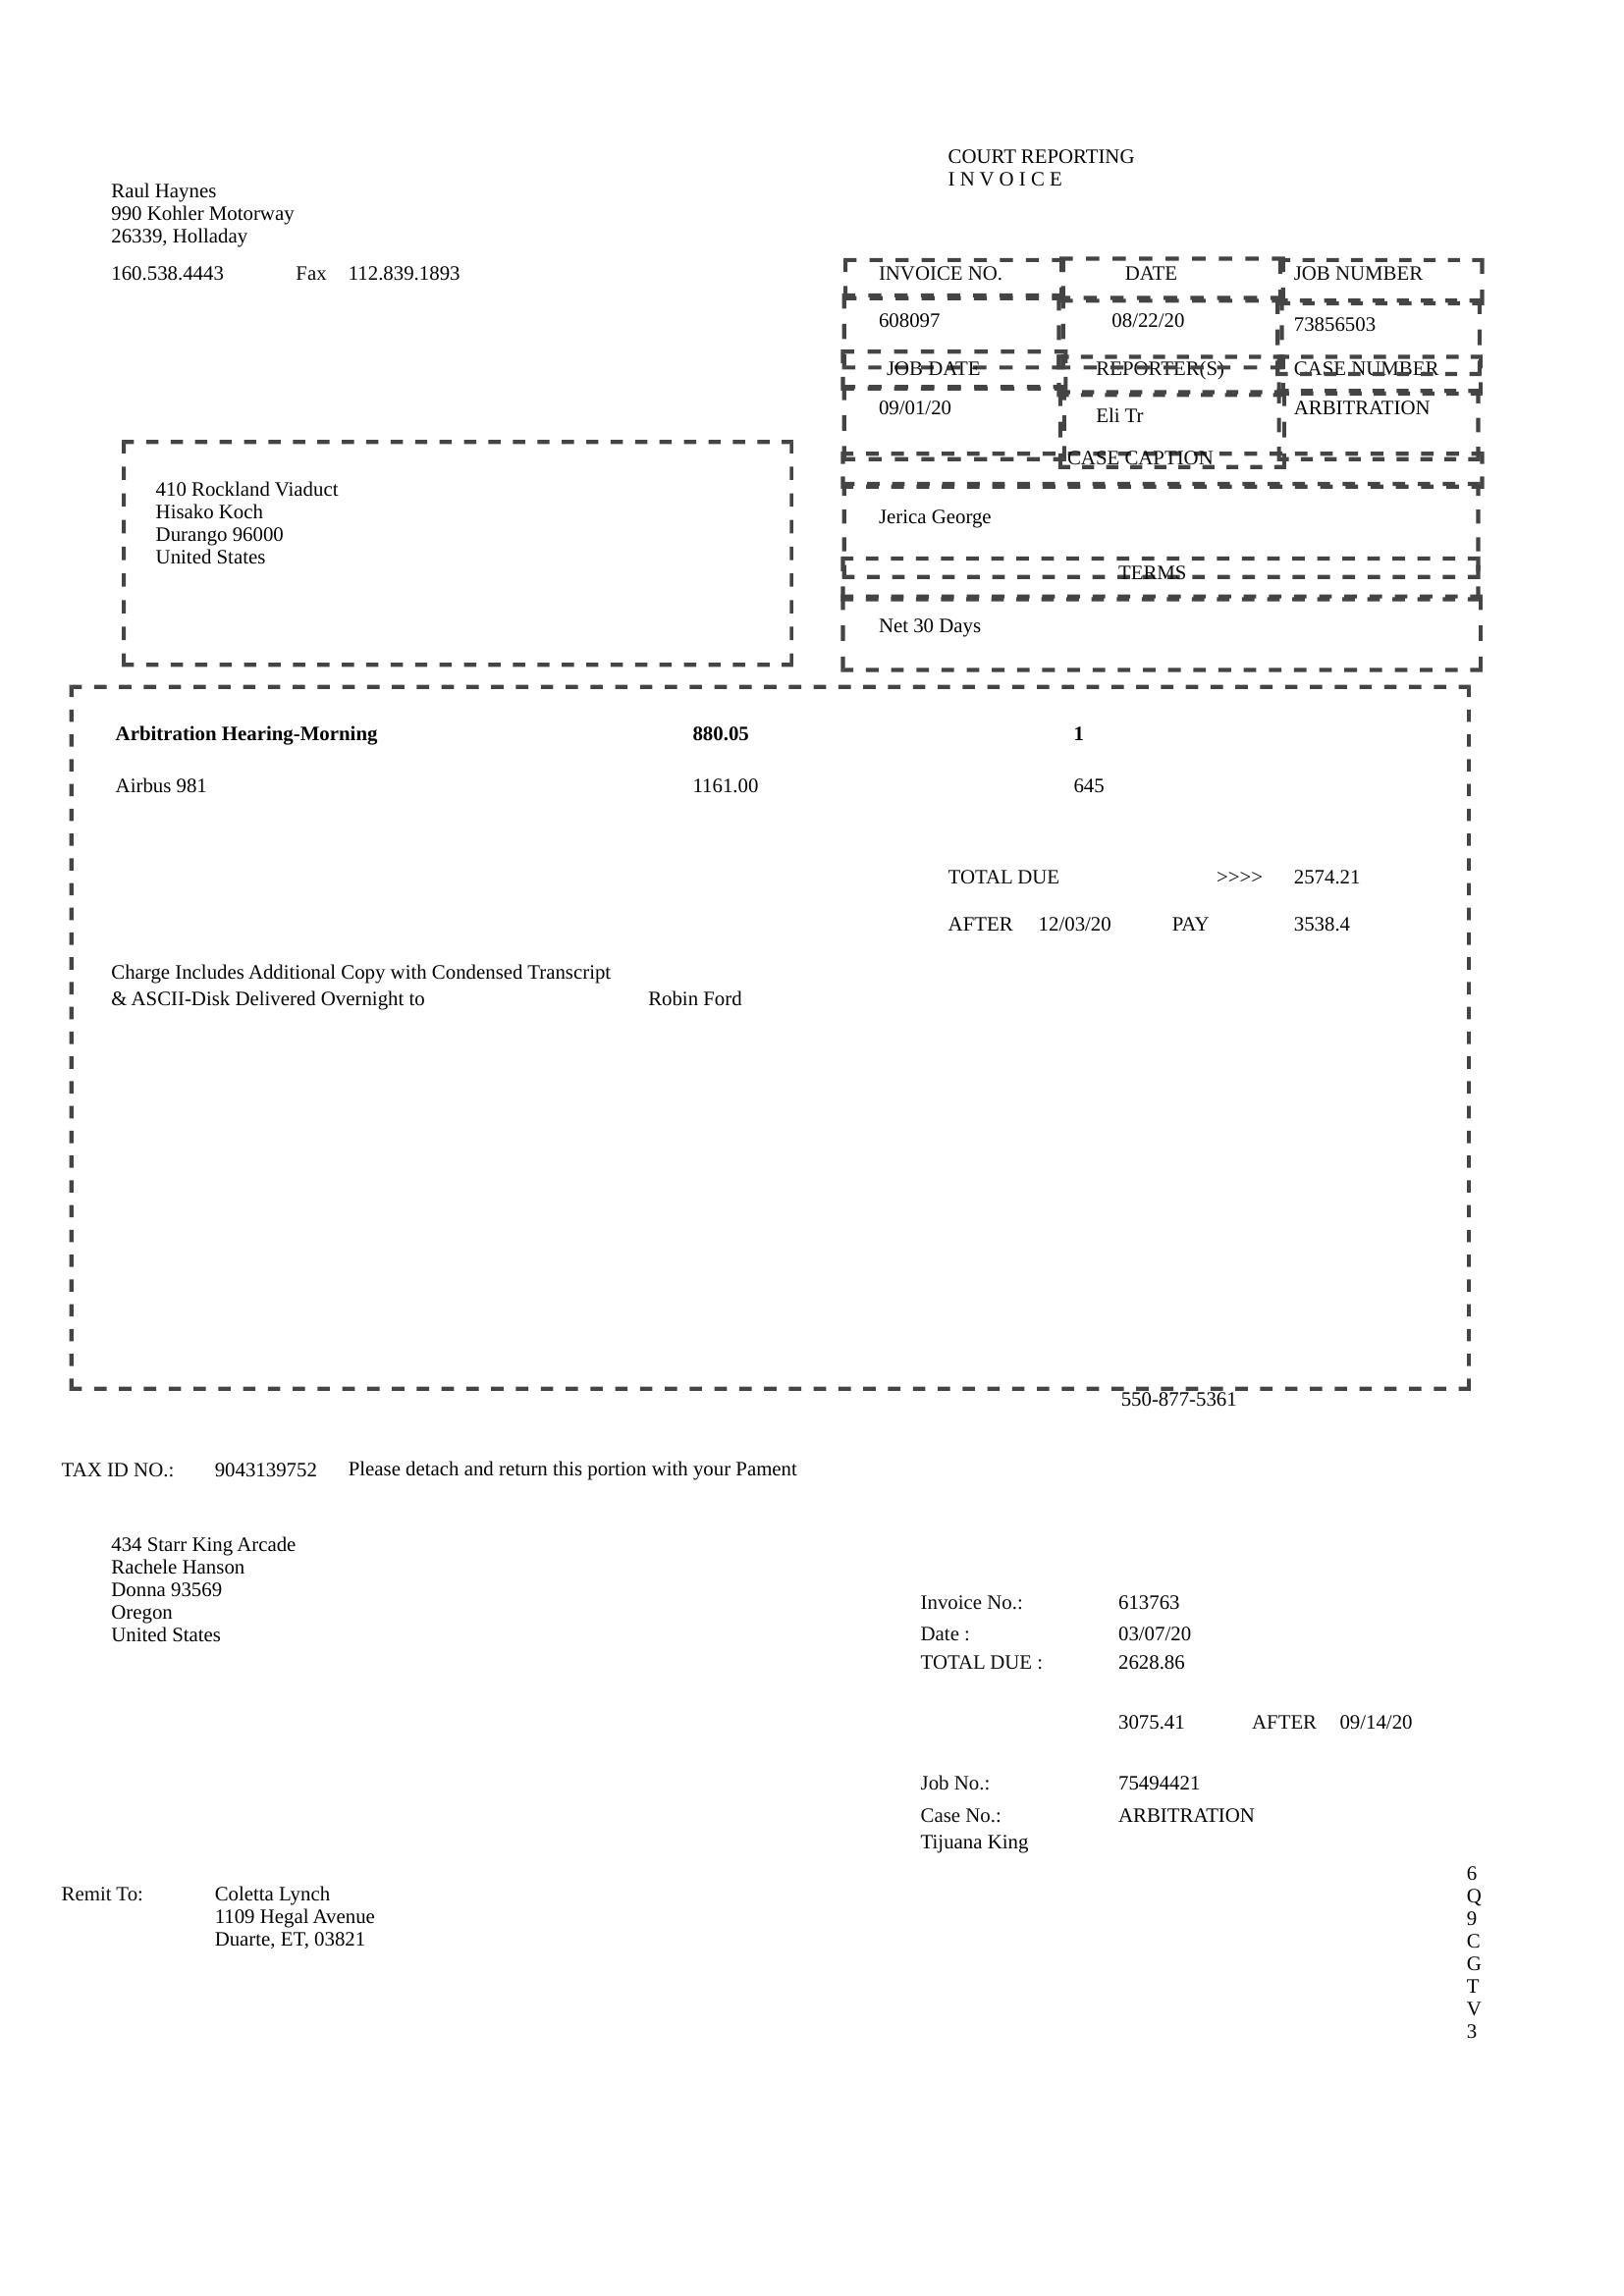 COURT REPORTING
I N V O I C E
Raul Haynes
990 Kohler Motorway
26339, Holladay
160.538.4443 Fax 112.839.1893
INVOICE NO. DATE JOB NUMBER
608097 08/22/20 73856503
JOB DATE REPORTER(S) CASE NUMBER
09/01/20 Eli Tr ARBITRATION
CASE CAPTION
410 Rockland Viaduct
Hisako Koch
Durango 96000
United States
Jerica George
TERMS
Net 30 Days
Arbitration Hearing-Morning 880.05 1
Airbus 981 1161.00 645
TOTAL DUE >>>> 2574.21
AFTER 12/03/20 PAY 3538.4
Charge Includes Additional Copy with Condensed Transcript
& ASCII-Disk Delivered Overnight to Robin Ford
550-877-5361
TAX ID NO.: 9043139752 Please detach and return this portion with your Pament
434 Starr King Arcade
Rachele Hanson
Donna 93569
Oregon
United States
Invoice No.: 613763
Date : 03/07/20
TOTAL DUE : 2628.86
3075.41 AFTER 09/14/20
Job No.: 75494421
Case No.: ARBITRATION
Tijuana King
Remit To: Coletta Lynch
1109 Hegal Avenue
Duarte, ET, 03821
6
Q
9
C
G
T
V
3